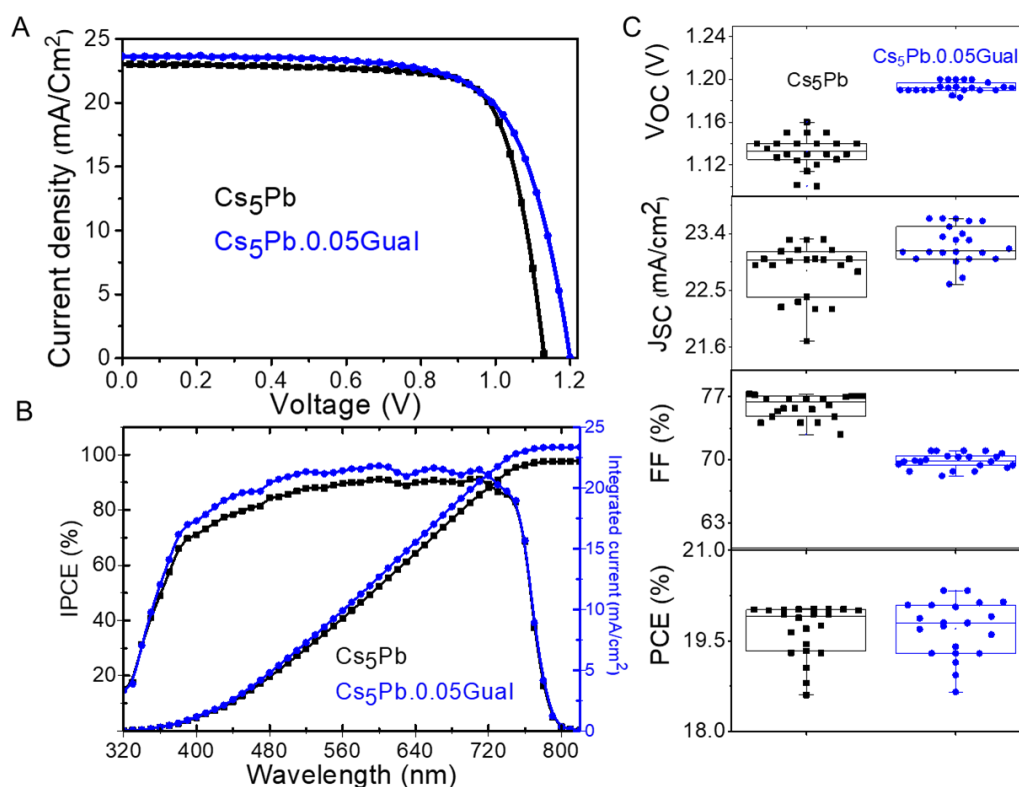 A
Current density (mA/Cm²)
25
20
15
10
5
0
Cs₅Pb
Cs₅Pb.0.05Gual
0.0 0.2 0.4 0.6 0.8 1.0 1.2
Voltage (V)
B
IPCE (%)
100
80
60
40
20
Cs₅Pb
Cs₅Pb.0.05Gual
25
20
15
10
5
0
Integrated current (mA/cm²)
320 400 480 560 640 720 800
Wavelength (nm)
C
VOC (V)
1.24
1.20
1.16
1.12
Cs₅Pb
Cs₅Pb.0.05Gual
JSC (mA/cm²)
23.4
22.5
21.6
FF (%)
77
70
63
PCE (%)
21.0
19.5
18.0